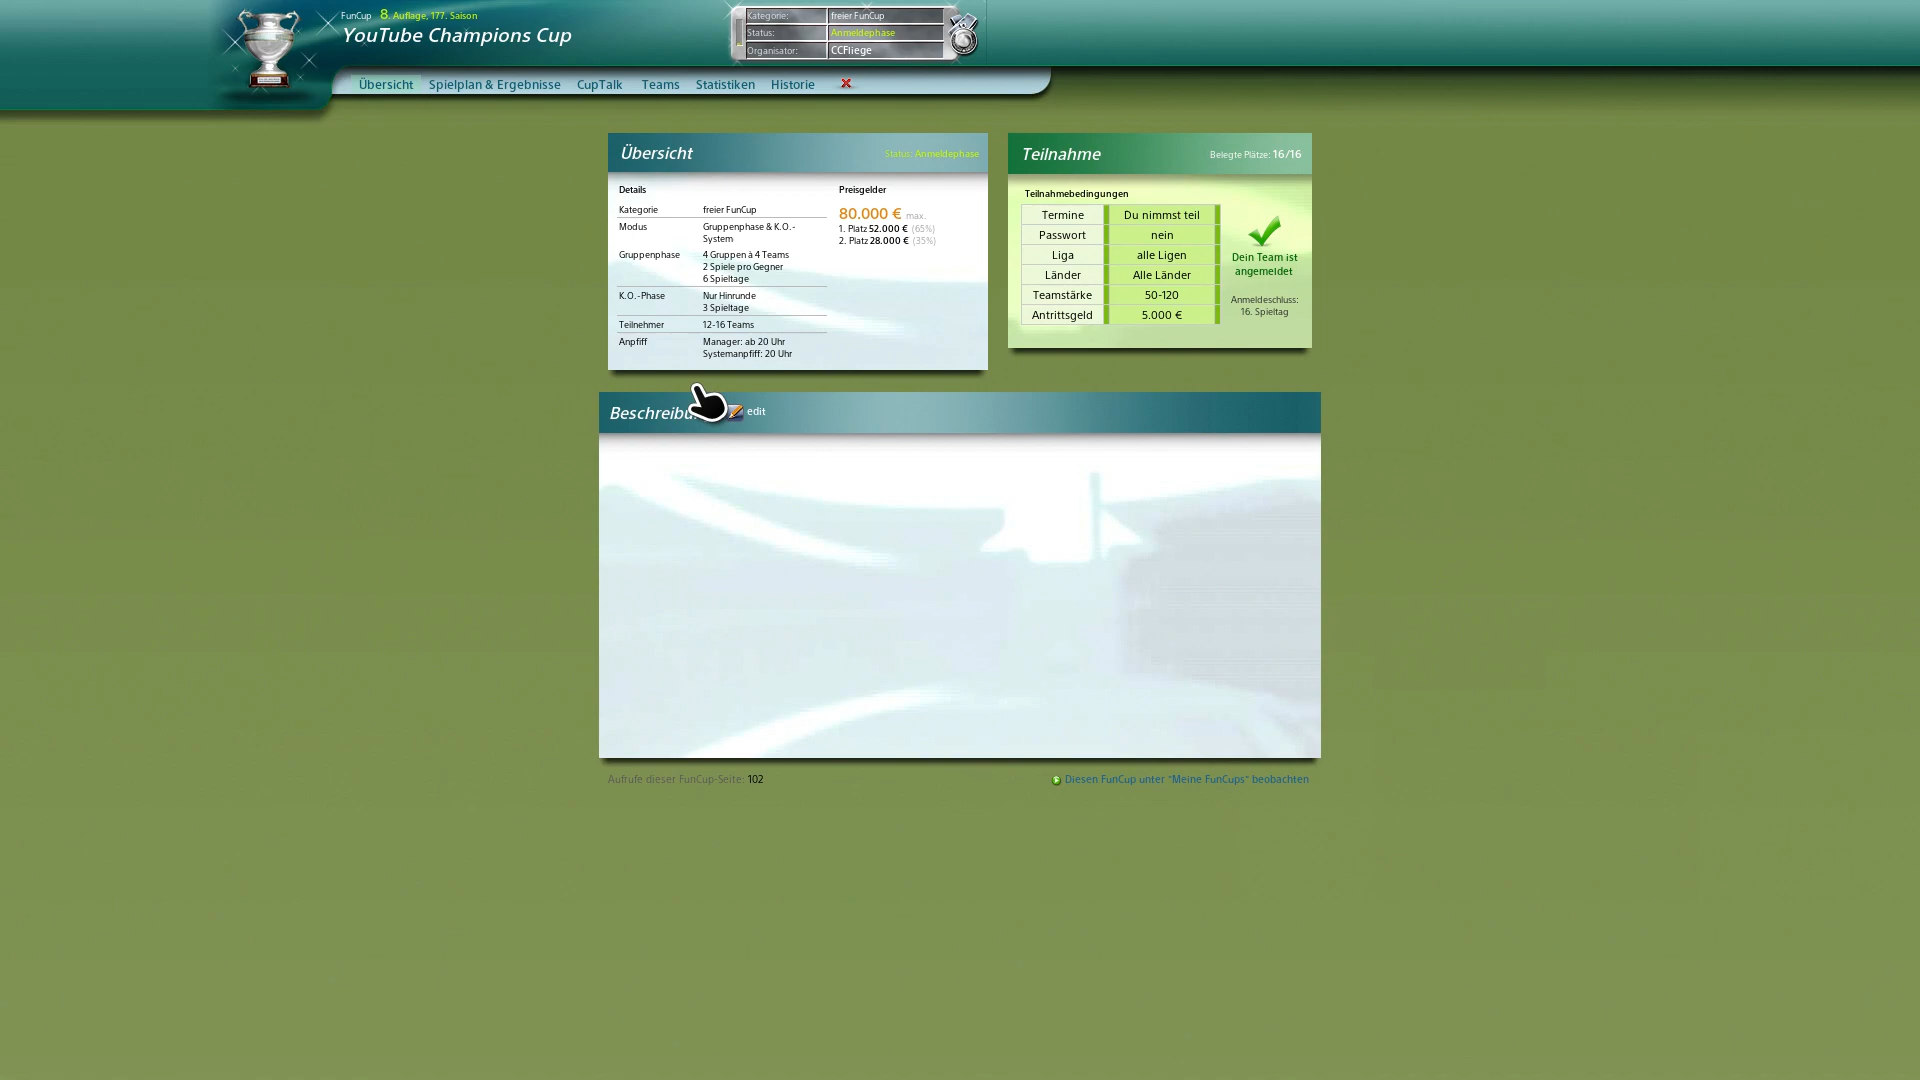 FunCup 8. Auflage, 177. Saison
YouTube Champions Cup
Kategorie: freier FunCup
Status: Anmeldephase
Organisator: CCFliege
Übersicht Spielplan & Ergebnisse CupTalk Teams Statistiken Historie
Übersicht Status: Anmeldephase
Details
Kategorie freier FunCup
Modus Gruppenphase & K.O.-
System
Gruppenphase 4 Gruppen à 4 Teams
2 Spiele pro Gegner
6 Spieltage
K.O.-Phase Nur Hinrunde
3 Spieltage
Teilnehmer 12-16 Teams
Anpfiff Manager: ab 20 Uhr
Systemanpfiff: 20 Uhr
Preisgelder
80.000 € max.
1. Platz 52.000 € (65%)
2. Platz 28.000 € (35%)
Teilnahme Belegte Plätze: 16/16
Teilnahmebedingungen
Termine Du nimmst teil
Passwort nein
Liga alle Ligen
Länder Alle Länder
Teamstärke 50-120
Antrittsgeld 5.000 €
Dein Team ist
angemeldet
Anmeldeschluss:
16. Spieltag
Beschreibu edit
Aufrufe dieser FunCup-Seite: 102
Diesen FunCup unter "Meine FunCups" beobachten